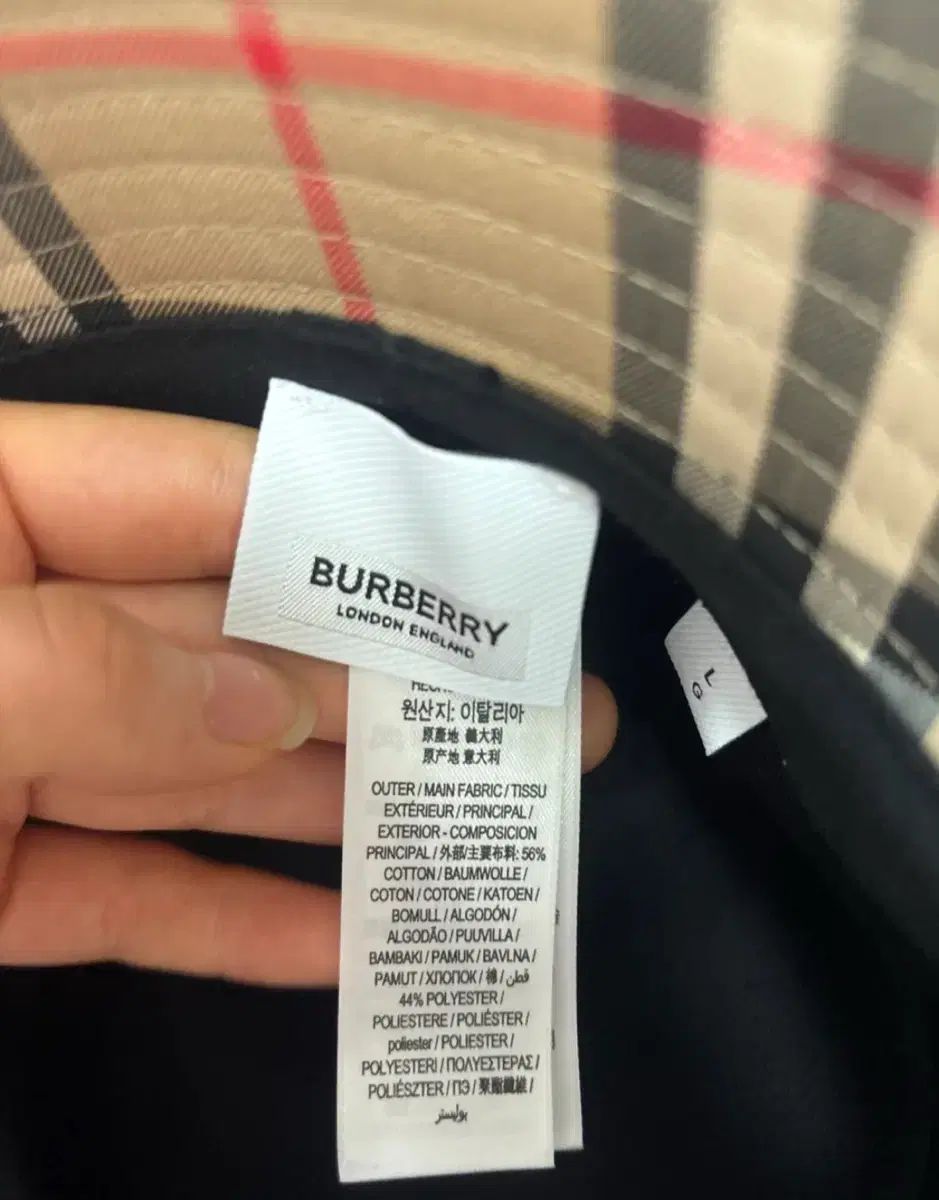 BURBERRY
LONDON ENGLAND
원산지: 이탈리아
原產地 義大利
原产地 意大利
OUTER / MAIN FABRIC / TISSU
EXTÉRIEUR / PRINCIPAL /
EXTERIOR - COMPOSICION
PRINCIPAL / 外部/主要布料: 56%
COTTON / BAUMWOLLE /
COTON / COTONE / KATOEN /
BOMULL / ALGODÓN /
ALGODÃO / PUUVILLA /
BAMBAKI / PAMUK / BAVLNA /
PAMUT / ХЛОПОК / 棉 / قطن
44% POLYESTER /
POLIESTERE / POLIÉSTER /
poliester / POLIESTER /
POLYESTERI / ΠΟΛΥΕΣΤΕΡΑΣ /
POLIÉSZTER / ПЭ / 聚酯纖維 /
بوليستر
L
G